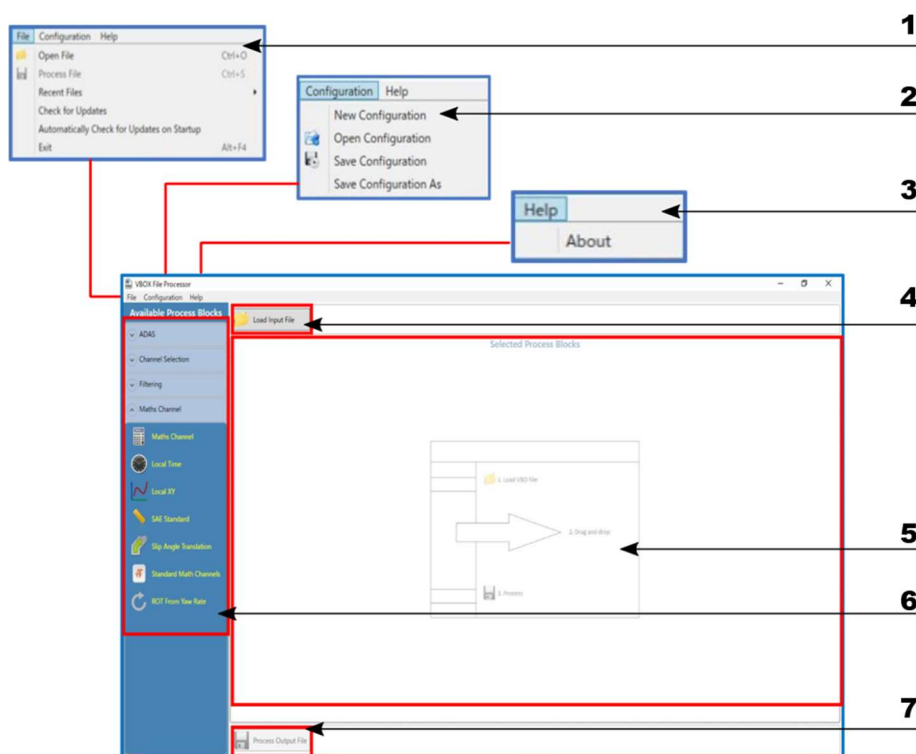 1
File Configuration Help
Open File Ctrl+O
Process File Ctrl+S
Recent Files
Check for Updates
Automatically Check for Updates on Startup
Exit Alt+F4
2
Configuration Help
New Configuration
Open Configuration
Save Configuration
Save Configuration As
3
Help
About
VBOX File Processor
File Configuration Help
4
Available Process Blocks
Load Input File
Selected Process Blocks
ADAS
Channel Selection
Filtering
Maths Channel
Maths Channel
Local Time
Local XY
SAE Standard
Slip Angle Translation
Standard Math Channels
ROT From Yaw Rate
1. Load VBO file
2. Drag and drop
3. Process
5
6
7
Process Output File